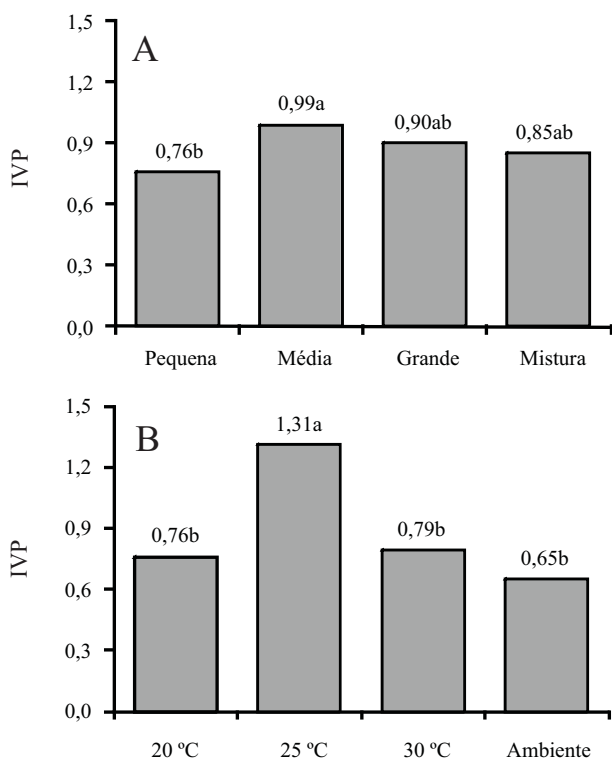 A
IVP
1,5
1,2
0,9
0,6
0,3
0,0
0,76b
0,99a
0,90ab
0,85ab
Pequena Média Grande Mistura
B
IVP
1,5
1,2
0,9
0,6
0,3
0,0
0,76b
1,31a
0,79b
0,65b
20 ºC 25 ºC 30 ºC Ambiente